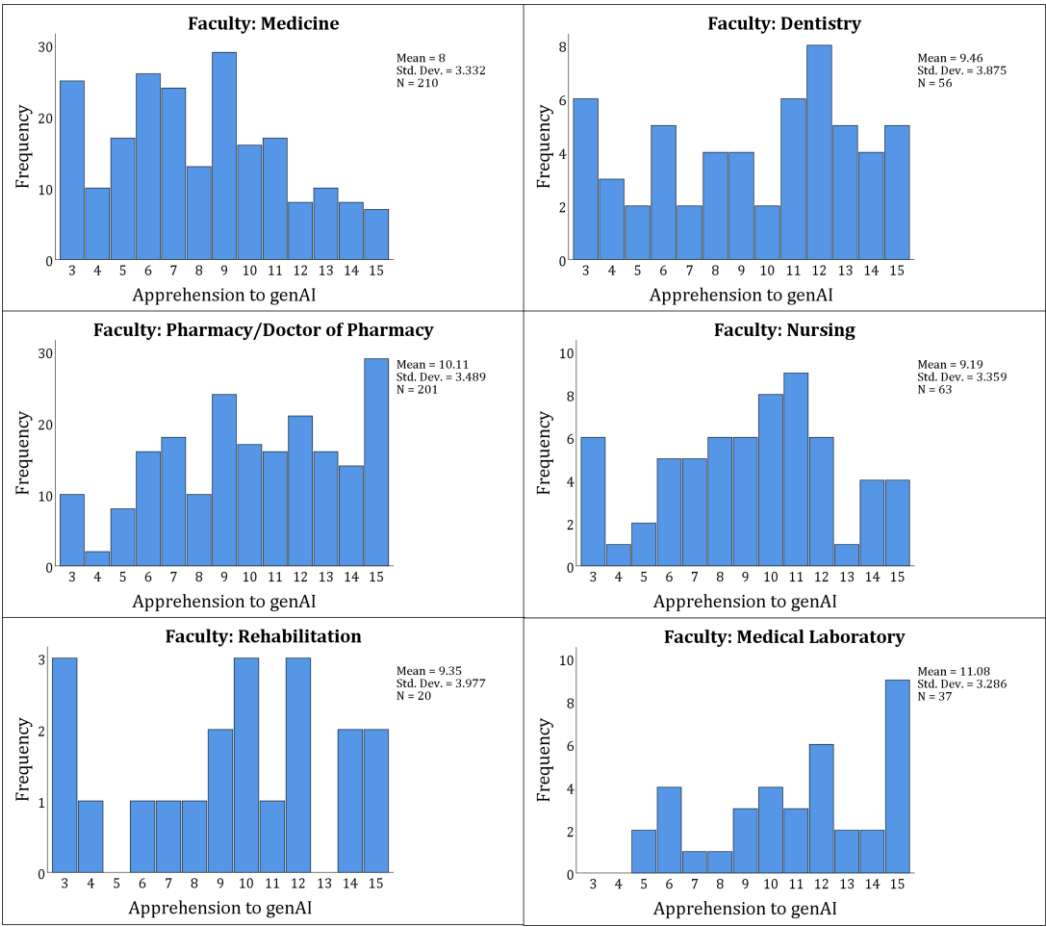 Faculty: Medicine
Mean = 8
Std. Dev. = 3.332
N = 210
Frequency
30
20
10
0
3 4 5 6 7 8 9 10 11 12 13 14 15
Apprehension to genAI
Faculty: Dentistry
Mean = 9.46
Std. Dev. = 3.875
N = 56
Frequency
8
6
4
2
0
3 4 5 6 7 8 9 10 11 12 13 14 15
Apprehension to genAI
Faculty: Pharmacy/Doctor of Pharmacy
Mean = 10.11
Std. Dev. = 3.489
N = 201
Frequency
30
20
10
0
3 4 5 6 7 8 9 10 11 12 13 14 15
Apprehension to genAI
Faculty: Nursing
Mean = 9.19
Std. Dev. = 3.359
N = 63
Frequency
10
8
6
4
2
0
3 4 5 6 7 8 9 10 11 12 13 14 15
Apprehension to genAI
Faculty: Rehabilitation
Mean = 9.35
Std. Dev. = 3.977
N = 20
Frequency
3
2
1
0
3 4 5 6 7 8 9 10 11 12 13 14 15
Apprehension to genAI
Faculty: Medical Laboratory
Mean = 11.08
Std. Dev. = 3.286
N = 37
Frequency
10
8
6
4
2
0
3 4 5 6 7 8 9 10 11 12 13 14 15
Apprehension to genAI